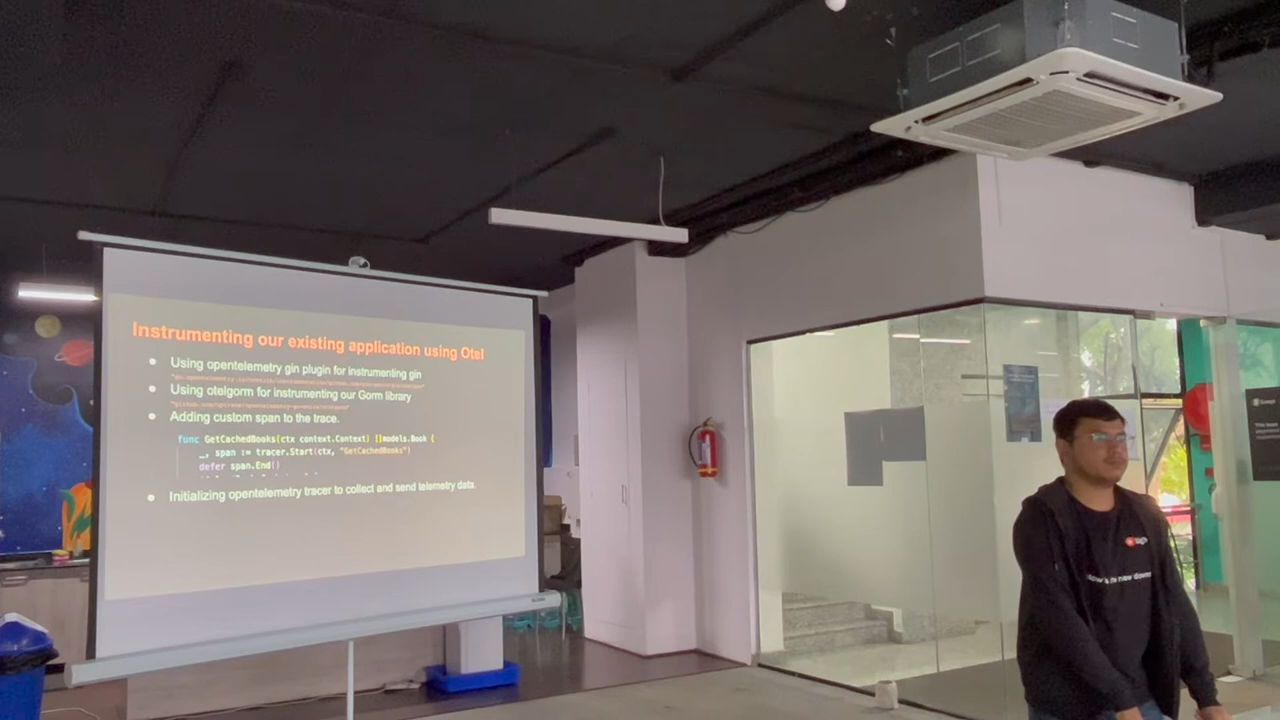 Instrumenting our existing application using Otel
Using opentelemetry gin plugin for instrumenting gin
Using otelgorm for instrumenting our Gorm library
Adding custom span to the trace.
func GetCachedBooks(ctx context.Context) []models.Book {
_, span := tracer.Start(ctx, "GetCachedBooks")
defer span.End()
Initializing opentelemetry tracer to collect and send telemetry data.
new down